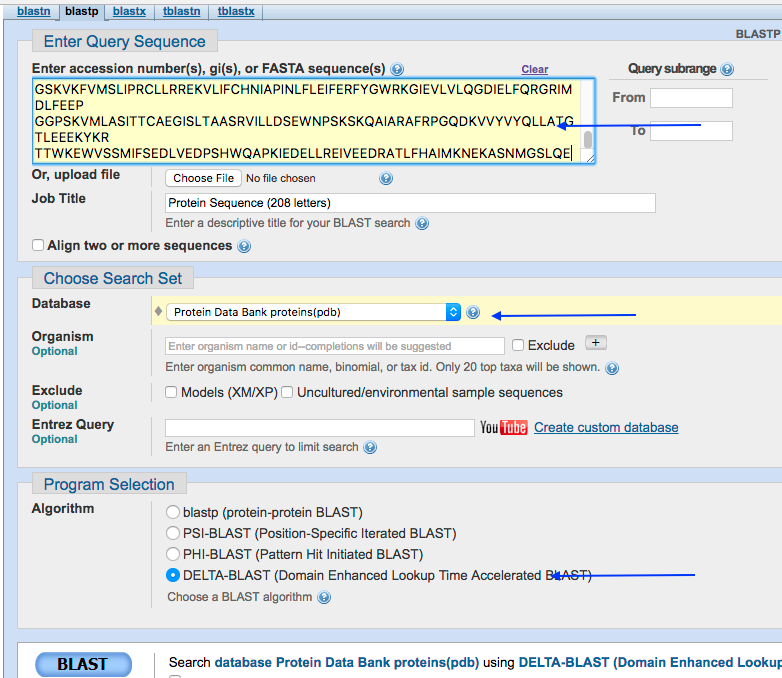 blastn blastp blastx tblastn tblastx
BLASTP
Enter Query Sequence
Enter accession number(s), gi(s), or FASTA sequence(s) Clear Query subrange
GSKVKFVMSLIPRCLLRREKVLIFCHNIAPINLFLEIFERFYGWRKGIEVLVLQGDIELFQRGRIM
DLFEEP
GGPSKVMLASITTCAEGISLTAASRVILLDSEWNPSKSKQAIARAFRPGQDKVVYVYQLLATG
TLEEEKYKR
TTWKEWVSSMIFSEDLVEDPSHWQAPKIEDELLREIVEEDRATLFHAIMKNEKASNMGSLQE
From
To
Or, upload file Choose File No file chosen
Job Title Protein Sequence (208 letters)
Enter a descriptive title for your BLAST search
Align two or more sequences
Choose Search Set
Database Protein Data Bank proteins(pdb)
Organism
Optional
Enter organism name or id--completions will be suggested Exclude +
Enter organism common name, binomial, or tax id. Only 20 top taxa will be shown.
Exclude Models (XM/XP) Uncultured/environmental sample sequences
Optional
Entrez Query YouTube Create custom database
Optional
Enter an Entrez query to limit search
Program Selection
Algorithm
blastp (protein-protein BLAST)
PSI-BLAST (Position-Specific Iterated BLAST)
PHI-BLAST (Pattern Hit Initiated BLAST)
DELTA-BLAST (Domain Enhanced Lookup Time Accelerated BLAST)
Choose a BLAST algorithm
BLAST Search database Protein Data Bank proteins(pdb) using DELTA-BLAST (Domain Enhanced Lookup